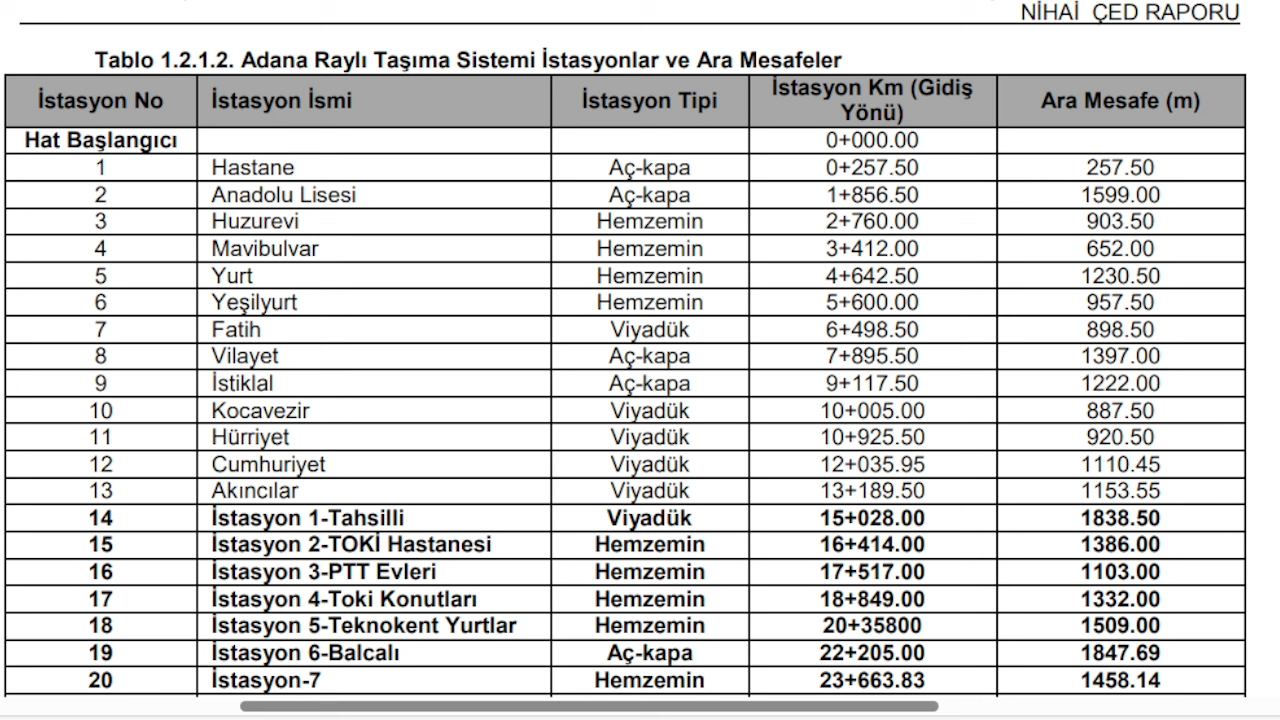 NİHAİ ÇED RAPORU
Tablo 1.2.1.2. Adana Raylı Taşıma Sistemi İstasyonlar ve Ara Mesafeler
İstasyon No İstasyon İsmi İstasyon Tipi İstasyon Km (Gidiş Yönü) Ara Mesafe (m)
Hat Başlangıcı 0+000.00
1 Hastane Aç-kapa 0+257.50 257.50
2 Anadolu Lisesi Aç-kapa 1+856.50 1599.00
3 Huzurevi Hemzemin 2+760.00 903.50
4 Mavibulvar Hemzemin 3+412.00 652.00
5 Yurt Hemzemin 4+642.50 1230.50
6 Yeşilyurt Hemzemin 5+600.00 957.50
7 Fatih Viyadük 6+498.50 898.50
8 Vilayet Aç-kapa 7+895.50 1397.00
9 İstiklal Aç-kapa 9+117.50 1222.00
10 Kocavezir Viyadük 10+005.00 887.50
11 Hürriyet Viyadük 10+925.50 920.50
12 Cumhuriyet Viyadük 12+035.95 1110.45
13 Akıncılar Viyadük 13+189.50 1153.55
14 İstasyon 1-Tahsilli Viyadük 15+028.00 1838.50
15 İstasyon 2-TOKİ Hastanesi Hemzemin 16+414.00 1386.00
16 İstasyon 3-PTT Evleri Hemzemin 17+517.00 1103.00
17 İstasyon 4-Toki Konutları Hemzemin 18+849.00 1332.00
18 İstasyon 5-Teknokent Yurtlar Hemzemin 20+35800 1509.00
19 İstasyon 6-Balcalı Aç-kapa 22+205.00 1847.69
20 İstasyon-7 Hemzemin 23+663.83 1458.14